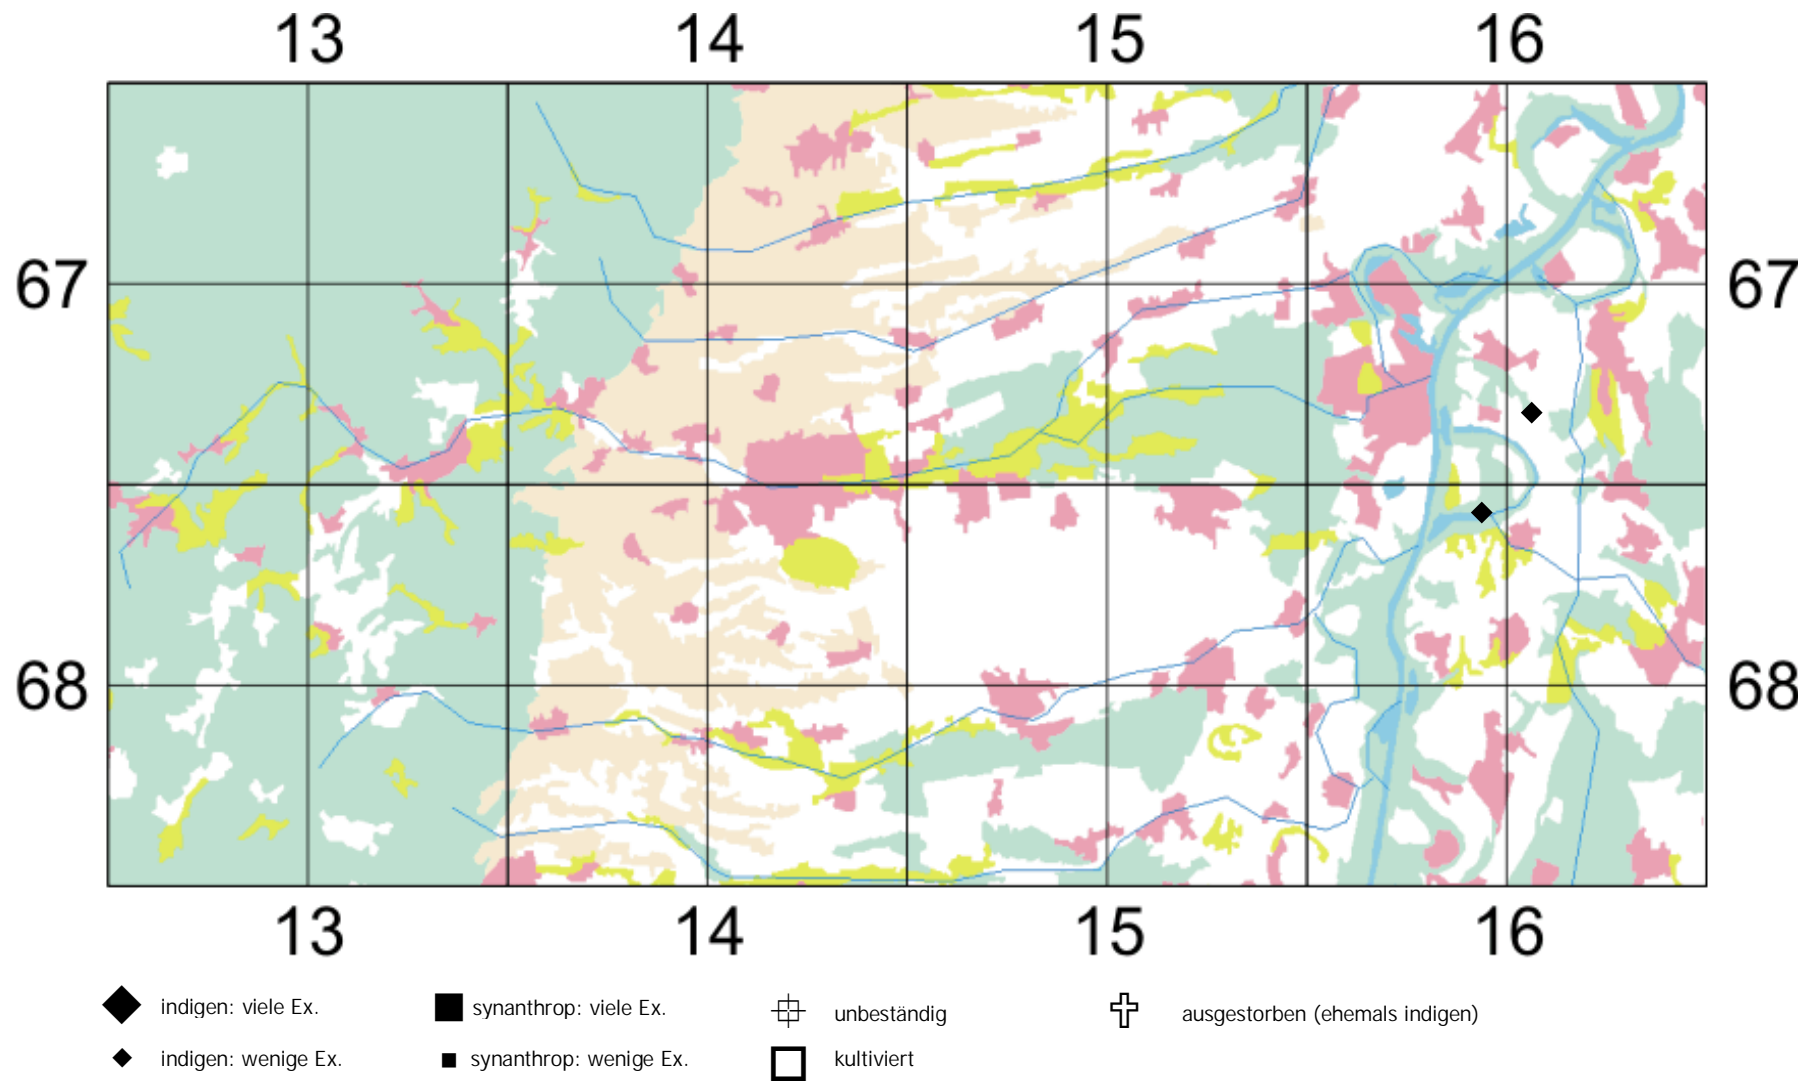 13 14 15 16
67 67
68 68
13 14 15 16
indigen: viele Ex. synanthrop: viele Ex. unbeständig ausgestorben (ehemals indigen)
indigen: wenige Ex. synanthrop: wenige Ex. kultiviert